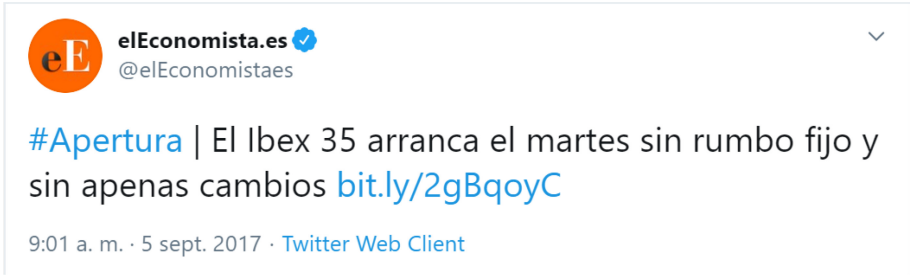 eE
elEconomista.es
@elEconomistaes
#Apertura | El Ibex 35 arranca el martes sin rumbo fijo y
sin apenas cambios bit.ly/2gBqoyC
9:01 a. m. · 5 sept. 2017 · Twitter Web Client